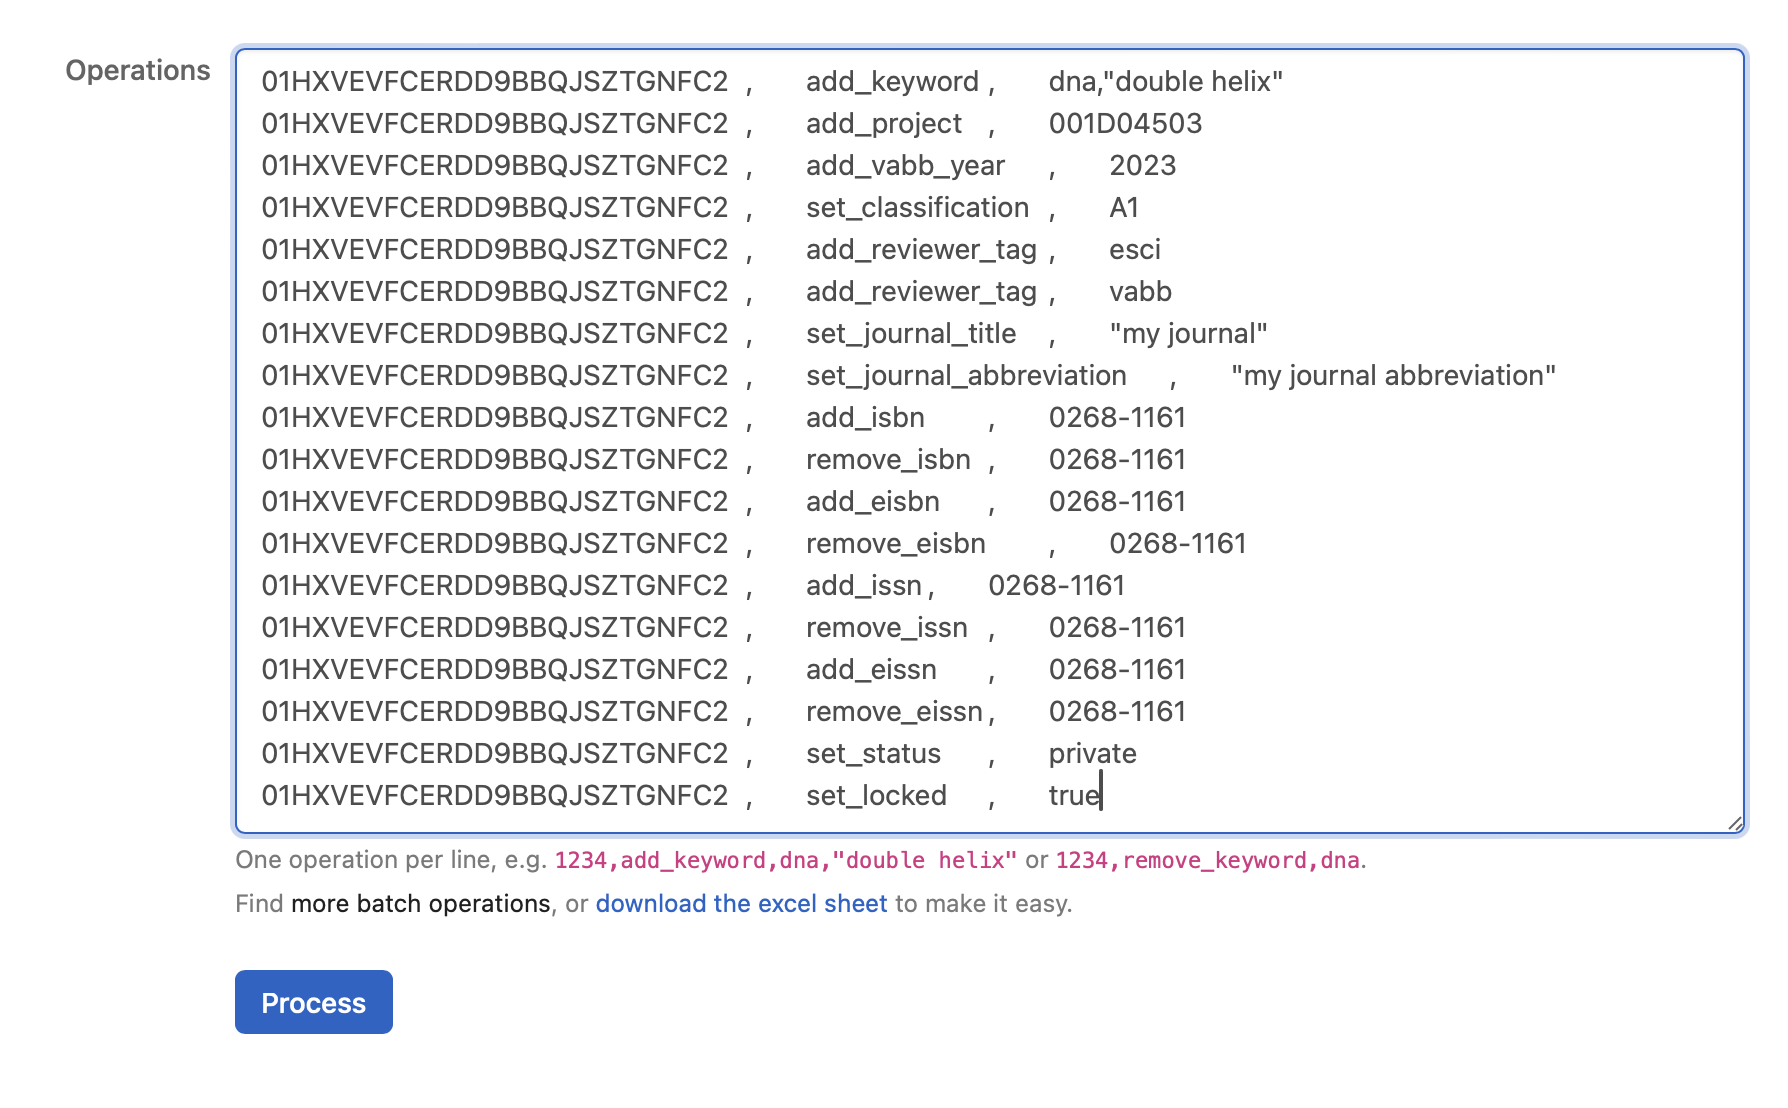 Operations
01HXVEVFCERDD9BBQJSZTGNFC2 , add_keyword , dna,"double helix"
01HXVEVFCERDD9BBQJSZTGNFC2 , add_project , 001D04503
01HXVEVFCERDD9BBQJSZTGNFC2 , add_vabb_year , 2023
01HXVEVFCERDD9BBQJSZTGNFC2 , set_classification , A1
01HXVEVFCERDD9BBQJSZTGNFC2 , add_reviewer_tag , esci
01HXVEVFCERDD9BBQJSZTGNFC2 , add_reviewer_tag , vabb
01HXVEVFCERDD9BBQJSZTGNFC2 , set_journal_title , "my journal"
01HXVEVFCERDD9BBQJSZTGNFC2 , set_journal_abbreviation , "my journal abbreviation"
01HXVEVFCERDD9BBQJSZTGNFC2 , add_isbn , 0268-1161
01HXVEVFCERDD9BBQJSZTGNFC2 , remove_isbn , 0268-1161
01HXVEVFCERDD9BBQJSZTGNFC2 , add_eisbn , 0268-1161
01HXVEVFCERDD9BBQJSZTGNFC2 , remove_eisbn , 0268-1161
01HXVEVFCERDD9BBQJSZTGNFC2 , add_issn , 0268-1161
01HXVEVFCERDD9BBQJSZTGNFC2 , remove_issn , 0268-1161
01HXVEVFCERDD9BBQJSZTGNFC2 , add_eissn , 0268-1161
01HXVEVFCERDD9BBQJSZTGNFC2 , remove_eissn , 0268-1161
01HXVEVFCERDD9BBQJSZTGNFC2 , set_status , private
01HXVEVFCERDD9BBQJSZTGNFC2 , set_locked , true
One operation per line, e.g. 1234,add_keyword,dna,"double helix" or 1234,remove_keyword,dna.
Find more batch operations, or download the excel sheet to make it easy.
Process